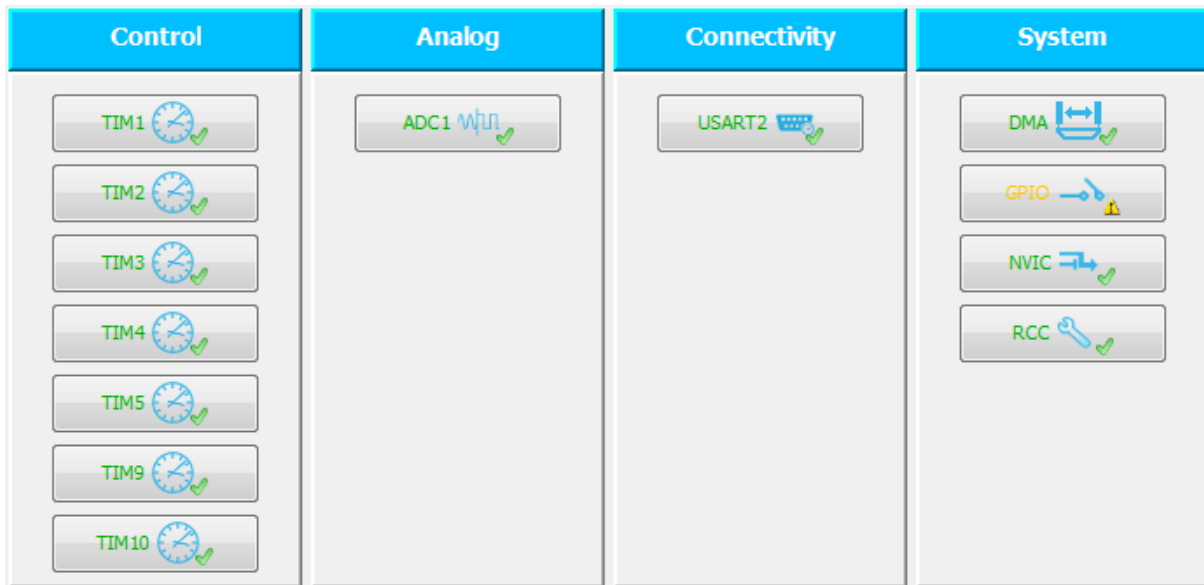 Control
Analog
Connectivity
System
TIM1
ADC1
USART2
DMA
TIM2
GPIO
TIM3
NVIC
TIM4
RCC
TIM5
TIM9
TIM10